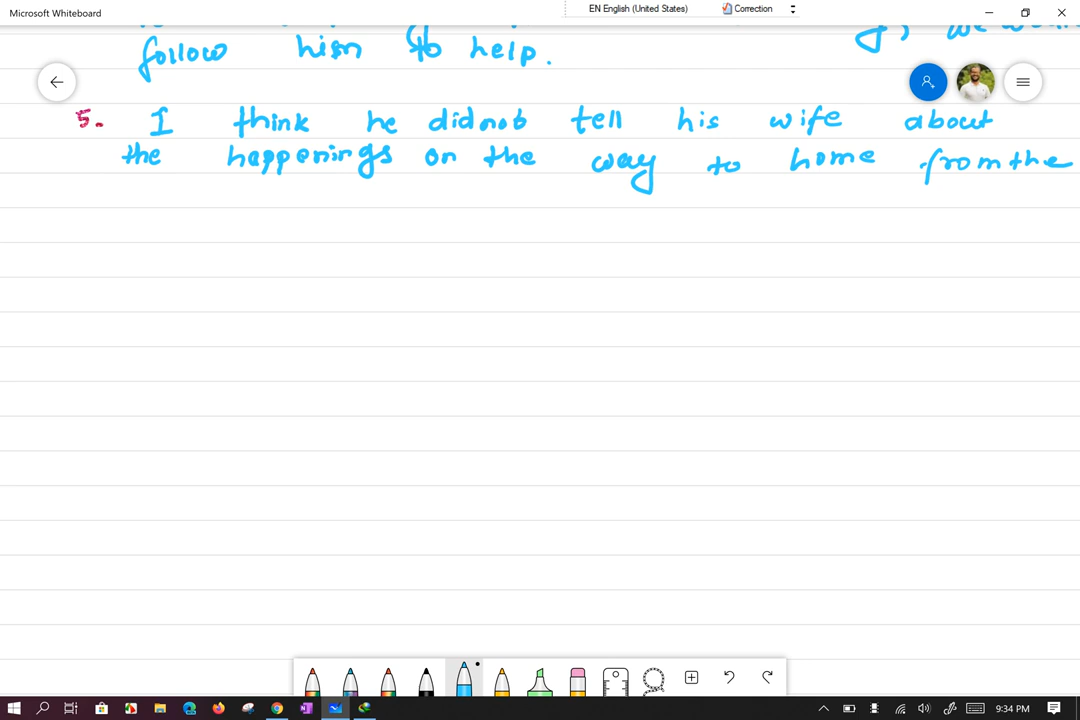 Microsoft Whiteboard
EN English (United States) Correction
follow him to help.
5. I think he didnot tell his wife about
the happenings on the way to home from the
9:34 PM